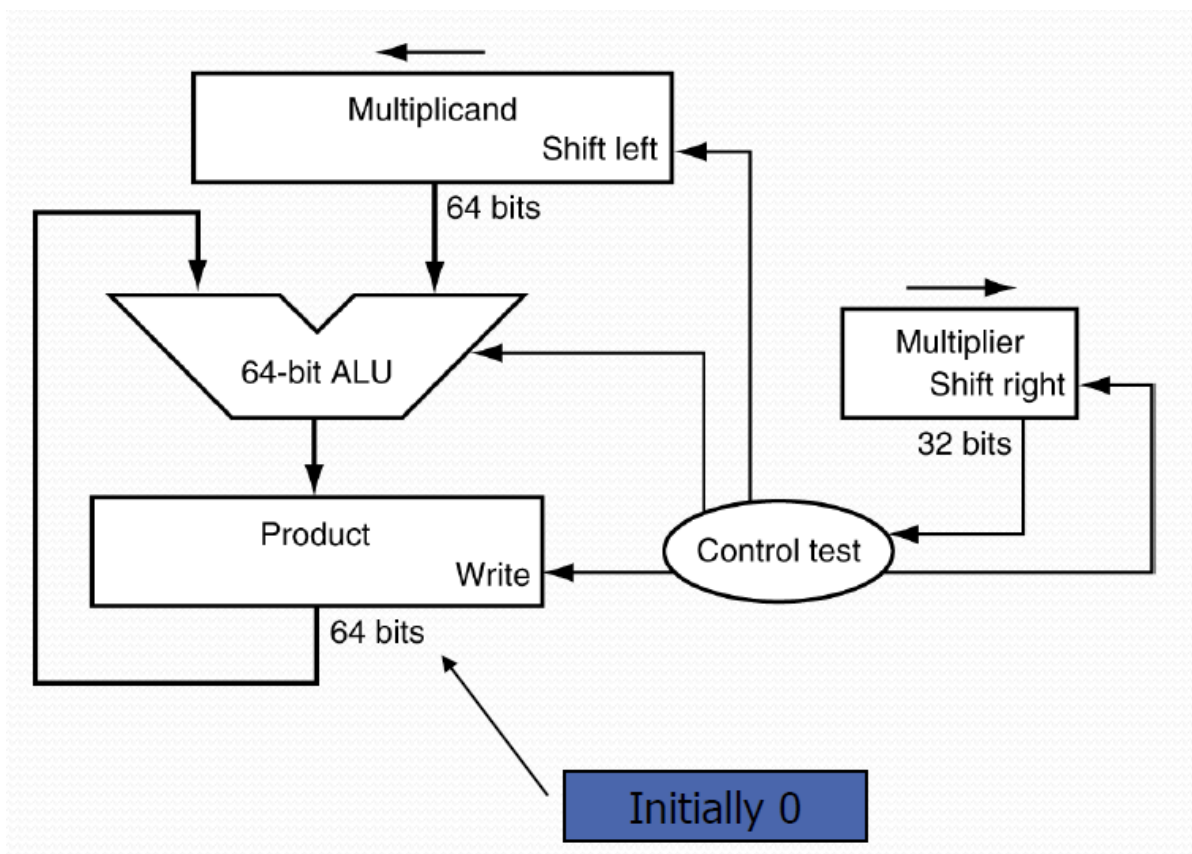 Multiplicand
Shift left
64 bits
64-bit ALU
Multiplier
Shift right
32 bits
Product
Write
Control test
64 bits
Initially 0